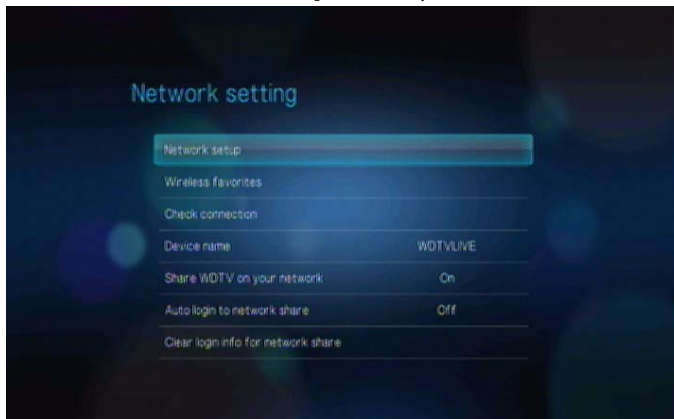 Network setting
Network setup
Wireless favorites
Check connection
Device name WDTVLIVE
Share WDTV on your network On
Auto login to network share Off
Clear login info for network share